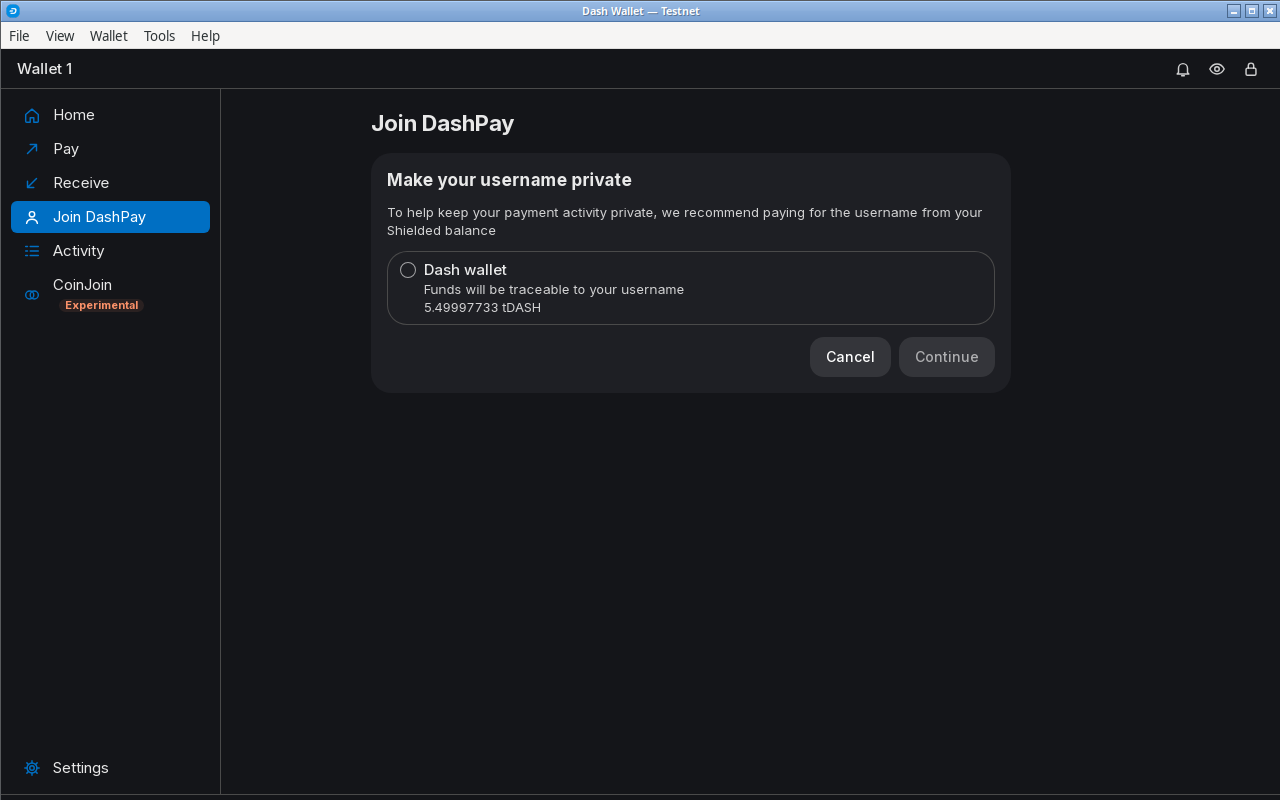 Dash Wallet — Testnet
File View Wallet Tools Help
Wallet 1
Home
Pay
Receive
Join DashPay
Activity
CoinJoin
Experimental
Settings
Join DashPay
Make your username private
To help keep your payment activity private, we recommend paying for the username from your
Shielded balance
Dash wallet
Funds will be traceable to your username
5.49997733 tDASH
Cancel Continue